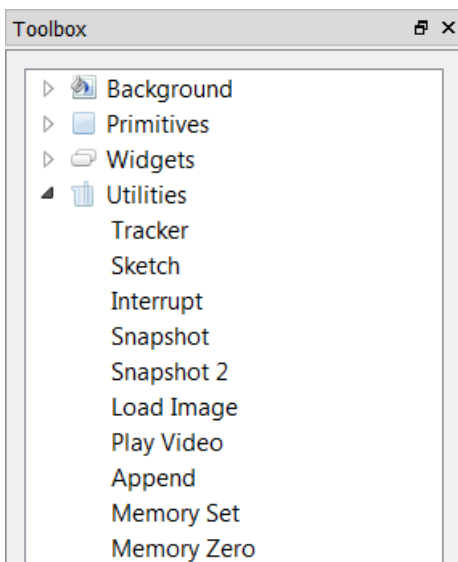 Toolbox
Background
Primitives
Widgets
Utilities
Tracker
Sketch
Interrupt
Snapshot
Snapshot 2
Load Image
Play Video
Append
Memory Set
Memory Zero